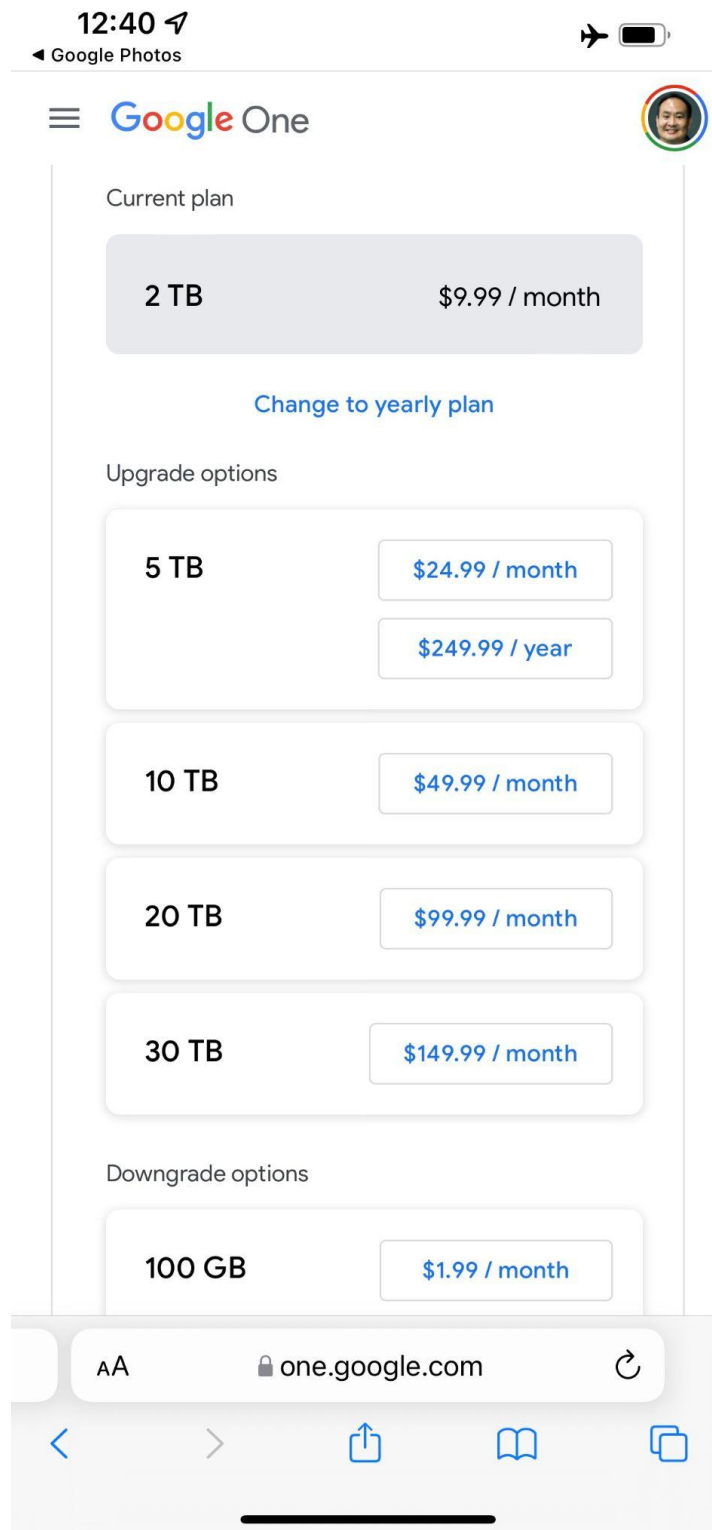 12:40
◀ Google Photos
Google One
Current plan
2 TB $9.99 / month
Change to yearly plan
Upgrade options
5 TB $24.99 / month
$249.99 / year
10 TB $49.99 / month
20 TB $99.99 / month
30 TB $149.99 / month
Downgrade options
100 GB $1.99 / month
AA one.google.com